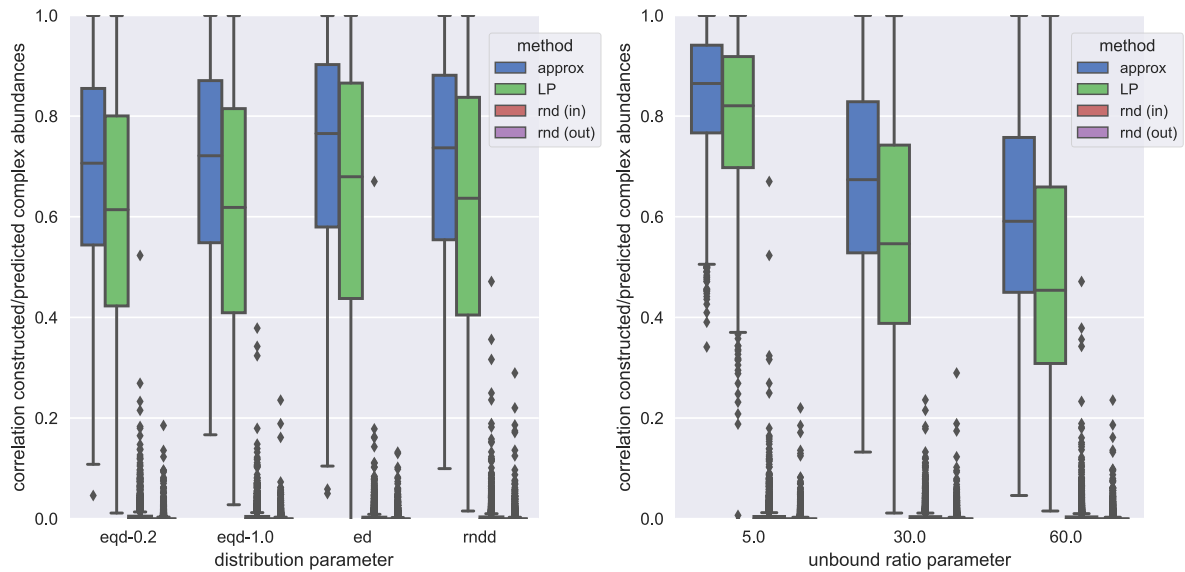 correlation constructed/predicted complex abundances
1.0
0.8
0.6
0.4
0.2
0.0
method
approx
LP
rnd (in)
rnd (out)
eqd-0.2
eqd-1.0
ed
rndd
distribution parameter
correlation constructed/predicted complex abundances
1.0
0.8
0.6
0.4
0.2
0.0
method
approx
LP
rnd (in)
rnd (out)
5.0
30.0
60.0
unbound ratio parameter